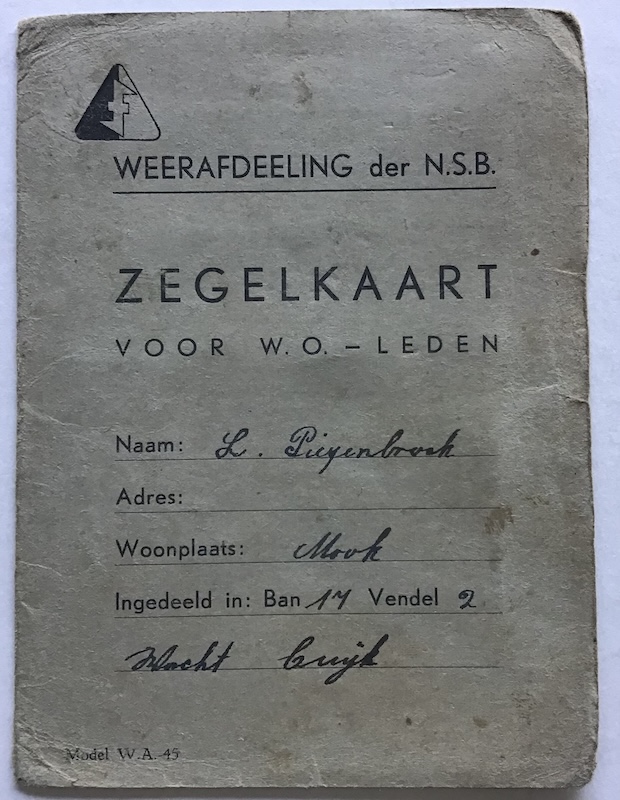 WEERAFDEELING der N.S.B.
ZEGELKAART
VOOR W.O. – LEDEN
Naam: L. Piegenbrock
Adres:
Woonplaats: Mook
Ingedeeld in: Ban 17 Vendel 2
Wacht Cuijk
Model W.A. 45